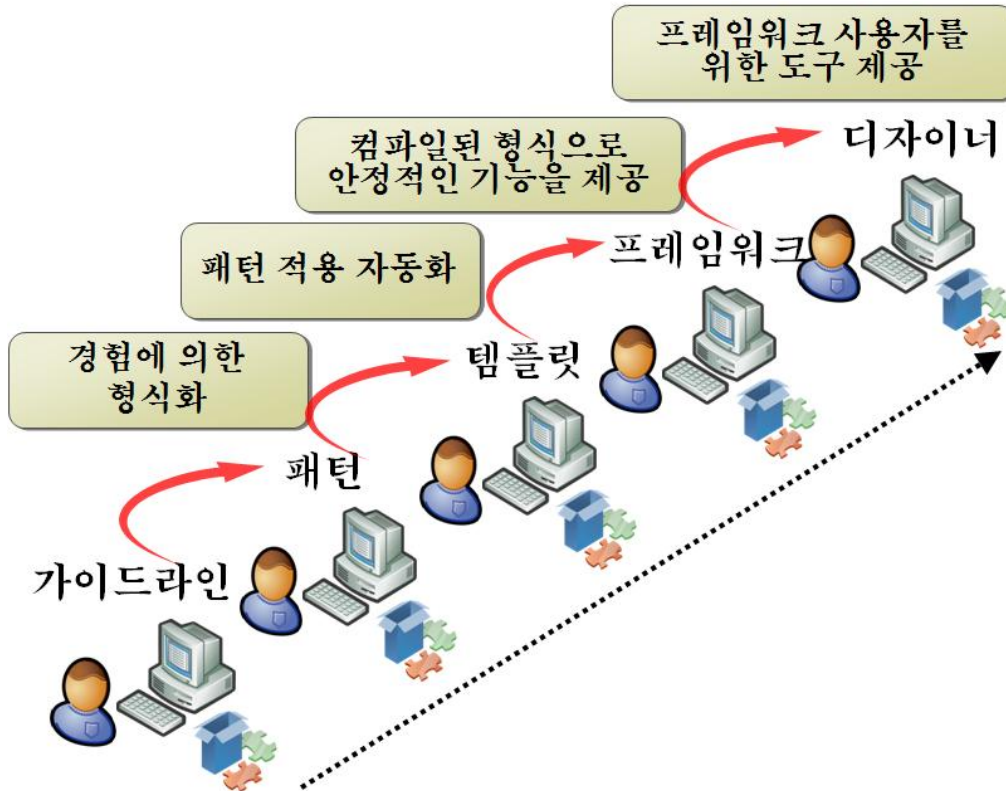 프레임워크 사용자를
위한 도구 제공
디자이너
컴파일된 형식으로
안정적인 기능을 제공
프레임워크
패턴 적용 자동화
템플릿
경험에 의한
형식화
패턴
가이드라인